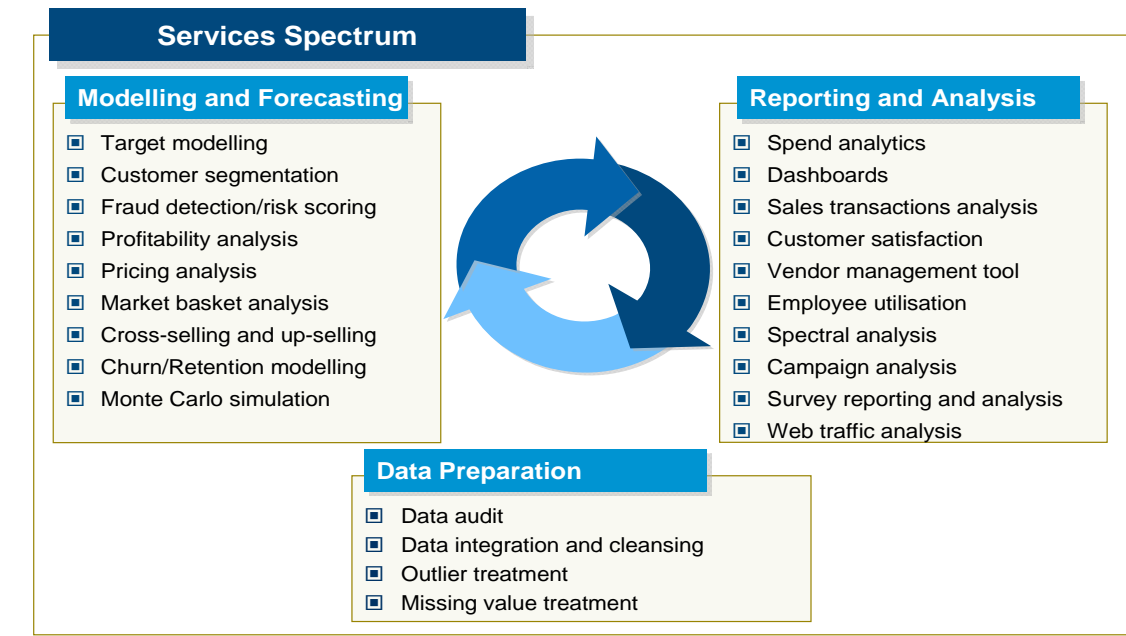 Services Spectrum
Modelling and Forecasting
Target modelling
Customer segmentation
Fraud detection/risk scoring
Profitability analysis
Pricing analysis
Market basket analysis
Cross-selling and up-selling
Churn/Retention modelling
Monte Carlo simulation
Reporting and Analysis
Spend analytics
Dashboards
Sales transactions analysis
Customer satisfaction
Vendor management tool
Employee utilisation
Spectral analysis
Campaign analysis
Survey reporting and analysis
Web traffic analysis
Data Preparation
Data audit
Data integration and cleansing
Outlier treatment
Missing value treatment